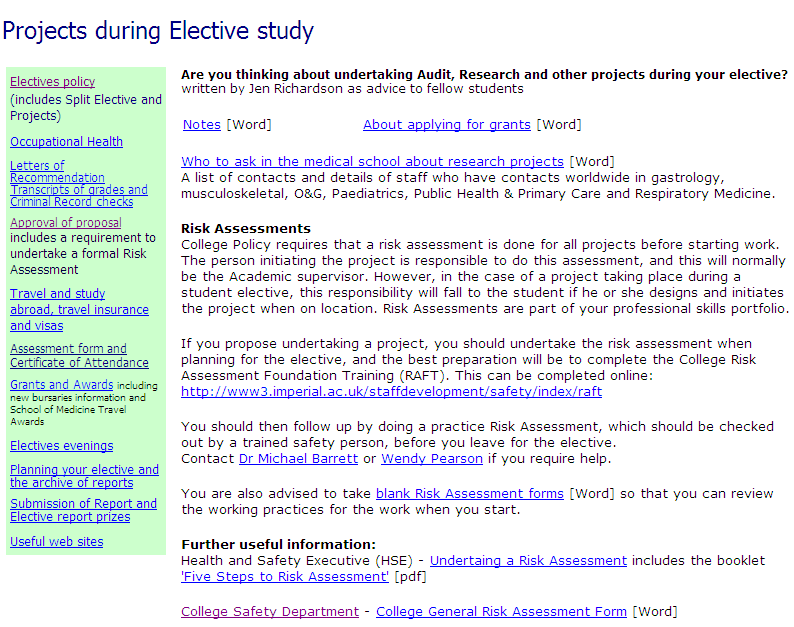 Projects during Elective study
Electives policy
(includes Split Elective and
Projects)
Occupational Health
Letters of
Recommendation
Transcripts of grades and
Criminal Record checks
Approval of proposal
includes a requirement to
undertake a formal Risk
Assessment
Travel and study
abroad, travel insurance
and visas
Assessment form and
Certificate of Attendance
Grants and Awards including
new bursaries information and
School of Medicine Travel
Awards
Electives evenings
Planning your elective and
the archive of reports
Submission of Report and
Elective report prizes
Useful web sites
Are you thinking about undertaking Audit, Research and other projects during your elective?
written by Jen Richardson as advice to fellow students
Notes [Word] About applying for grants [Word]
Who to ask in the medical school about research projects [Word]
A list of contacts and details of staff who have contacts worldwide in gastrology,
musculoskeletal, O&G, Paediatrics, Public Health & Primary Care and Respiratory Medicine.
Risk Assessments
College Policy requires that a risk assessment is done for all projects before starting work.
The person initiating the project is responsible to do this assessment, and this will normally
be the Academic supervisor. However, in the case of a project taking place during a
student elective, this responsibility will fall to the student if he or she designs and initiates
the project when on location. Risk Assessments are part of your professional skills portfolio.
If you propose undertaking a project, you should undertake the risk assessment when
planning for the elective, and the best preparation will be to complete the College Risk
Assessment Foundation Training (RAFT). This can be completed online:
http://www3.imperial.ac.uk/staffdevelopment/safety/index/raft
You should then follow up by doing a practice Risk Assessment, which should be checked
out by a trained safety person, before you leave for the elective.
Contact Dr Michael Barrett or Wendy Pearson if you require help.
You are also advised to take blank Risk Assessment forms [Word] so that you can review
the working practices for the work when you start.
Further useful information:
Health and Safety Executive (HSE) - Undertaing a Risk Assessment includes the booklet
'Five Steps to Risk Assessment' [pdf]
College Safety Department - College General Risk Assessment Form [Word]